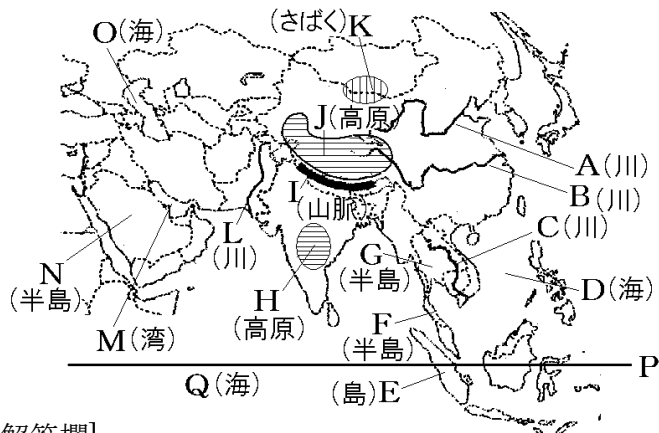 (さばく)K
O(海)
J(高原)
A(川)
I
(山脈)
B(川)
L
(川)
C(川)
G
(半島)
N
(半島)
H
(高原)
D(海)
M(湾)
F
(半島)
P
Q(海)
(島)E